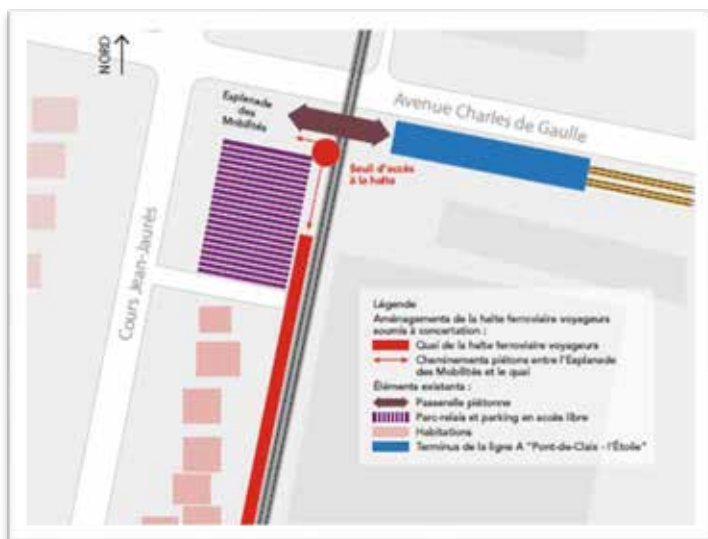 NORD
Esplanade
des
Mobilités
Avenue Charles de Gaulle
Seuil d'accès
à la halte
Cours Jean-Jaurès
Légende
Aménagements de la halte ferroviaire voyageurs
soumis à concertation :
Quai de la halte ferroviaire voyageurs
Cheminements piétons entre l'Esplanade
des Mobilités et le quai
Éléments existants :
Passerelle piétonne
Parc-relais et parking en accès libre
Habitations
Terminus de la ligne A "Pont-de-Claix - l'Étoile"